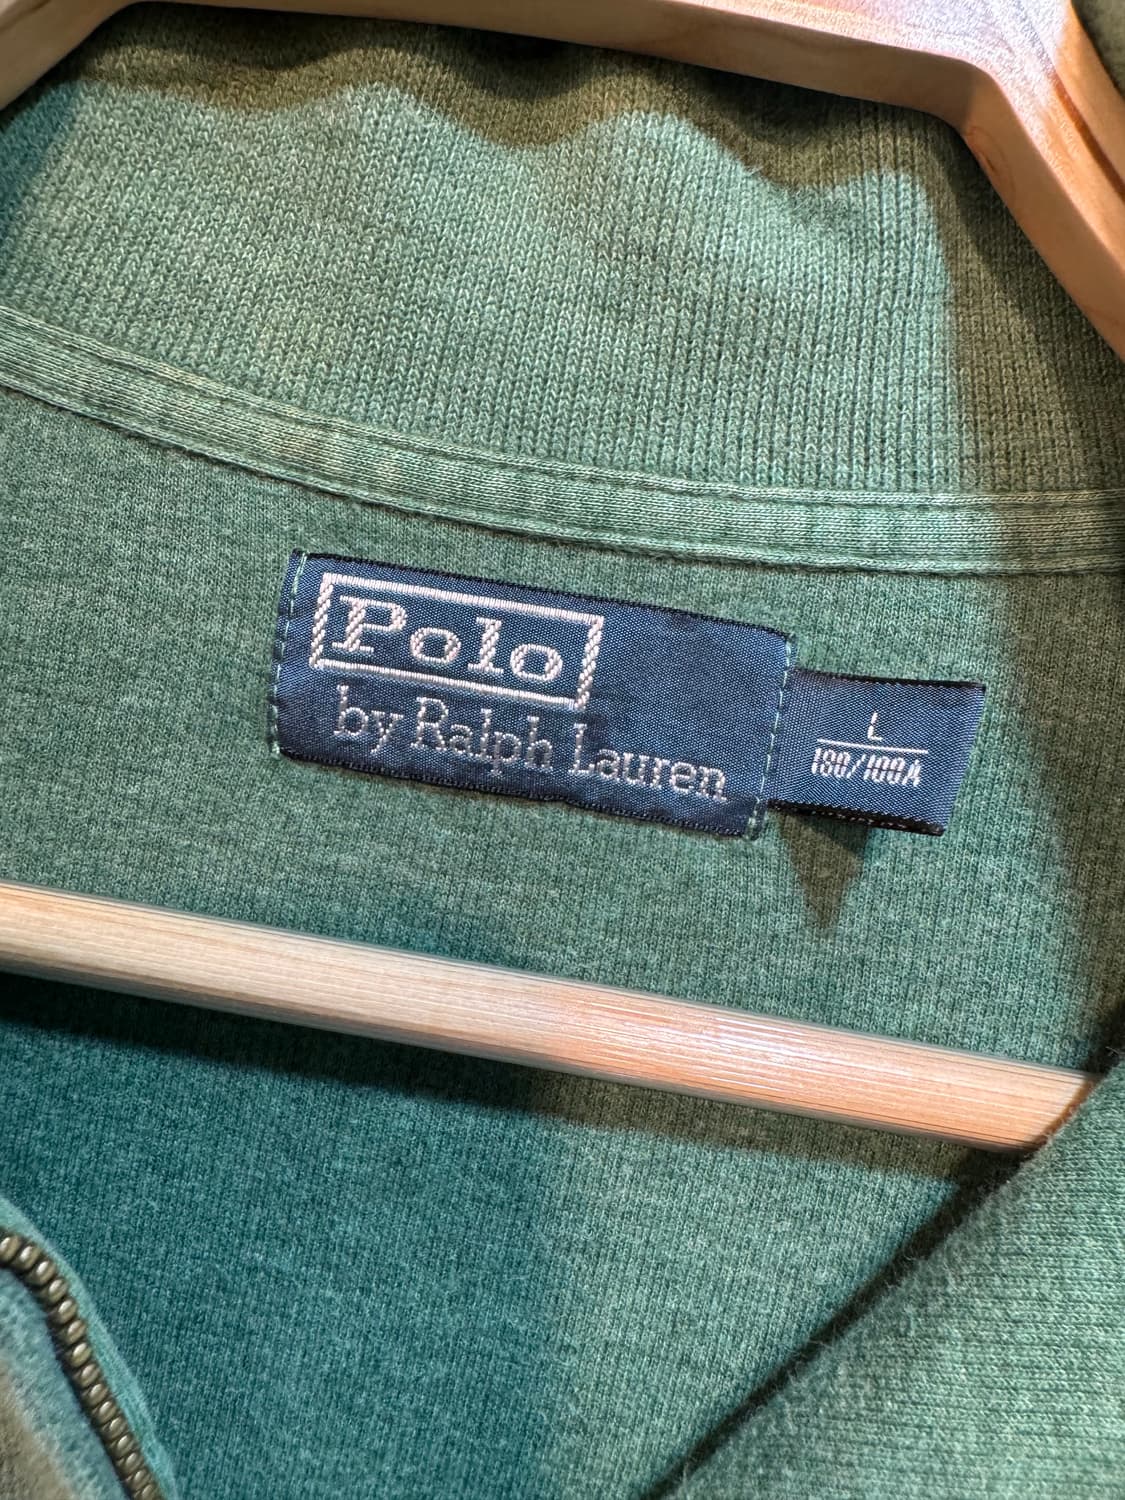 Polo
by Ralph Lauren
L
180/100A